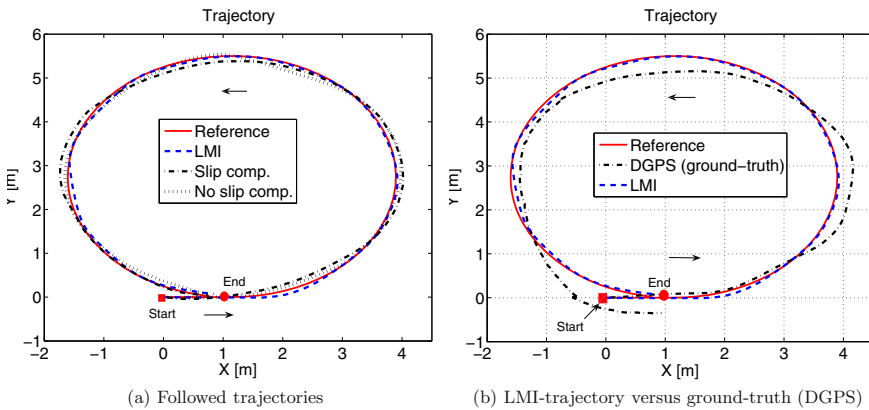 Trajectory
6
5
4
3
2
1
0
−1
−2 −1 0 1 2 3 4
Y [m]
X [m]
Reference
LMI
Slip comp.
No slip comp.
End
Start
(a) Followed trajectories
Trajectory
6
5
4
3
2
1
0
−1
−2 −1 0 1 2 3 4
Y [m]
X [m]
Reference
DGPS (ground−truth)
LMI
End
Start
(b) LMI-trajectory versus ground-truth (DGPS)